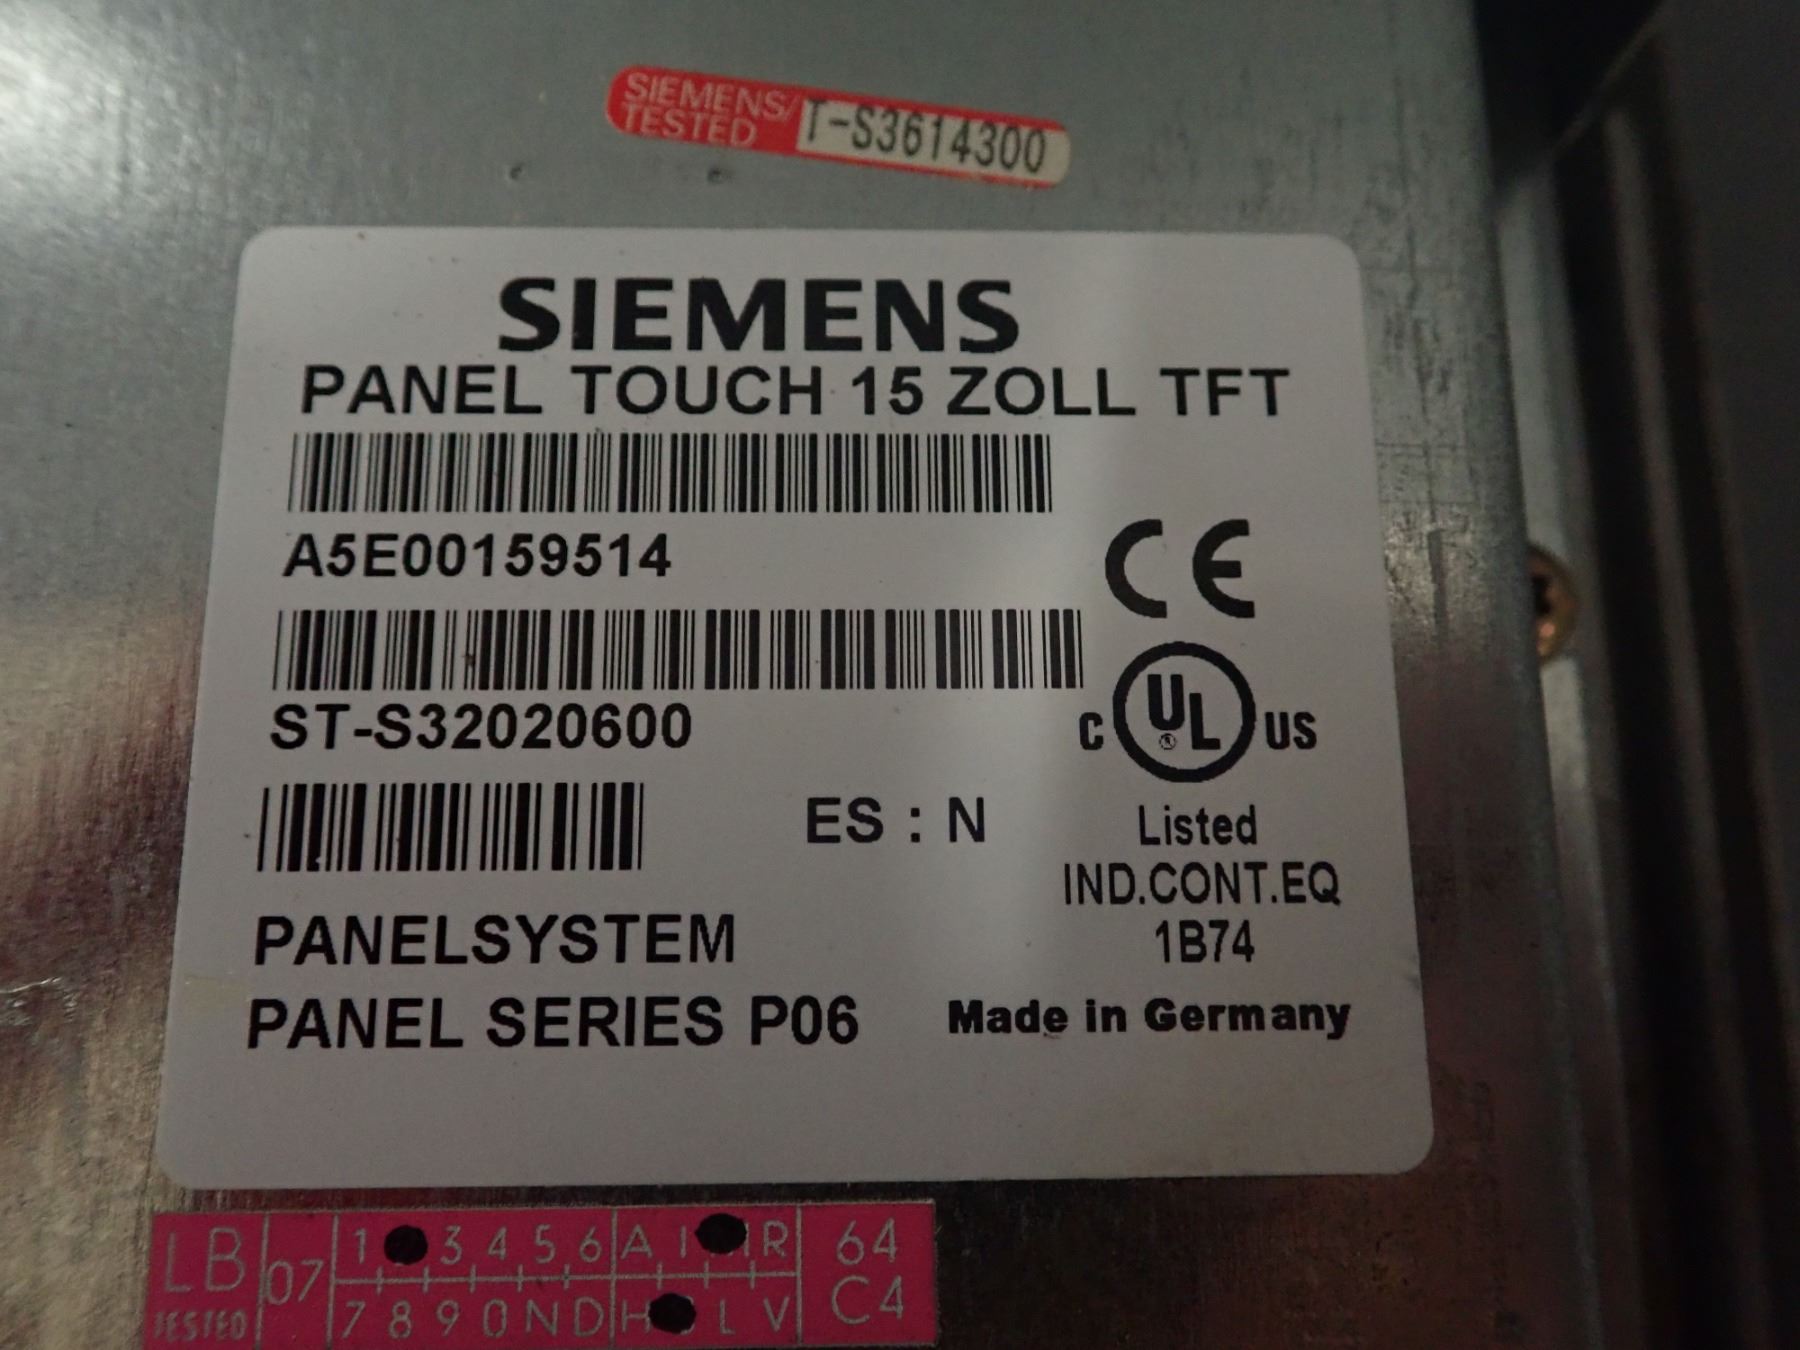 SIEMENS/
TESTED T-S3614300
SIEMENS
PANEL TOUCH 15 ZOLL TFT
A5E00159514
CE
ST-S32020600
C UL US
ES : N
Listed
IND.CONT.EQ
1B74
PANELSYSTEM
PANEL SERIES P06
Made in Germany
LB 07 1 3 4 5 6 A I R 64
TESTED 7 8 9 0 N D H L V C4